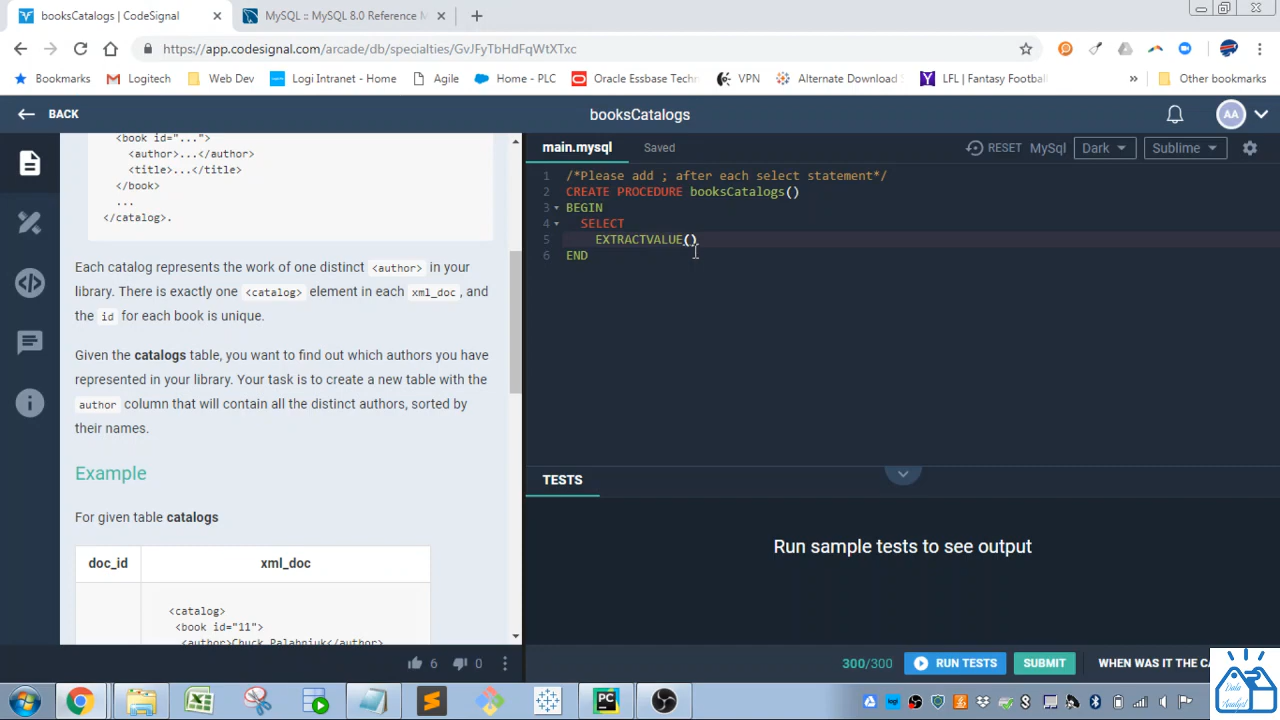 booksCatalogs | CodeSignal
MySQL :: MySQL 8.0 Reference M
https://app.codesignal.com/arcade/db/specialties/GvJFyTbHdFqWtXTxc
Bookmarks
Logitech
Web Dev
Logi Intranet - Home
Agile
Home - PLC
Oracle Essbase Techn
VPN
Alternate Download
LFL | Fantasy Football
»
Other bookmarks
BACK
booksCatalogs
AA
<book id="...">
<author>...</author>
<title>...</title>
</book>
...
</catalog>.
Each catalog represents the work of one distinct <author> in your
library. There is exactly one <catalog> element in each xml_doc, and
the id for each book is unique.
Given the catalogs table, you want to find out which authors you have
represented in your library. Your task is to create a new table with the
author column that will contain all the distinct authors, sorted by
their names.
Example
For given table catalogs
doc_id
xml_doc
<catalog>
<book id="11">
<author>Chuck Palahniuk</author>
6
0
main.mysql
Saved
RESET
MySql
Dark
Sublime
1 /*Please add ; after each select statement*/
2 CREATE PROCEDURE booksCatalogs()
3 BEGIN
4 SELECT
5 EXTRACTVALUE()
6 END
TESTS
Run sample tests to see output
300/300
RUN TESTS
SUBMIT
WHEN WAS IT THE CA
PC
Data
Analyst